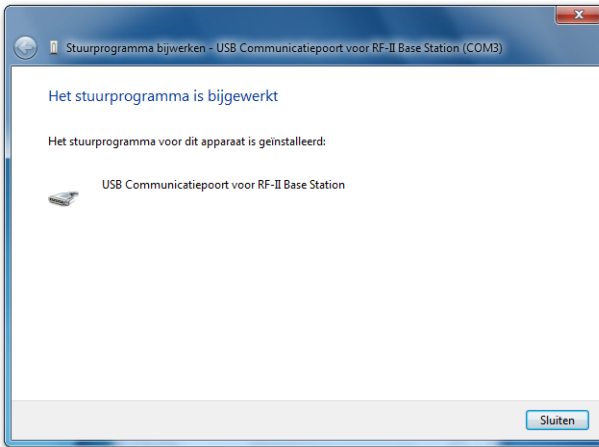 Stuurprogramma bijwerken - USB Communicatiepoort voor RF-II Base Station (COM3)
Het stuurprogramma is bijgewerkt
Het stuurprogramma voor dit apparaat is geïnstalleerd:
USB Communicatiepoort voor RF-II Base Station
Sluiten